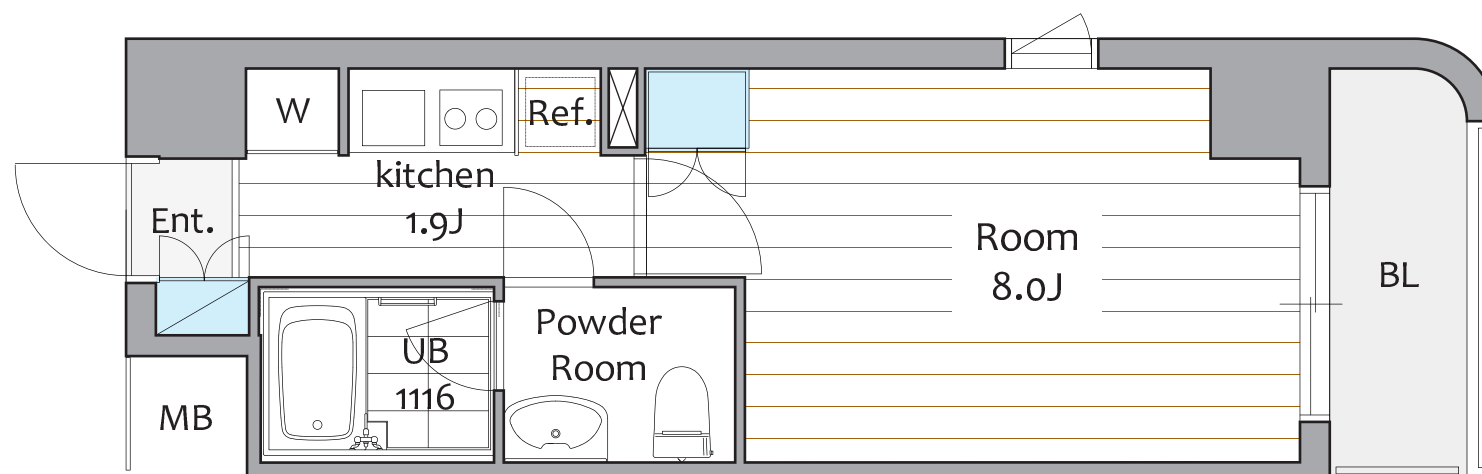 W
Ref.
kitchen
1.9J
Ent.
Room
8.0J
BL
Powder
Room
UB
1116
MB